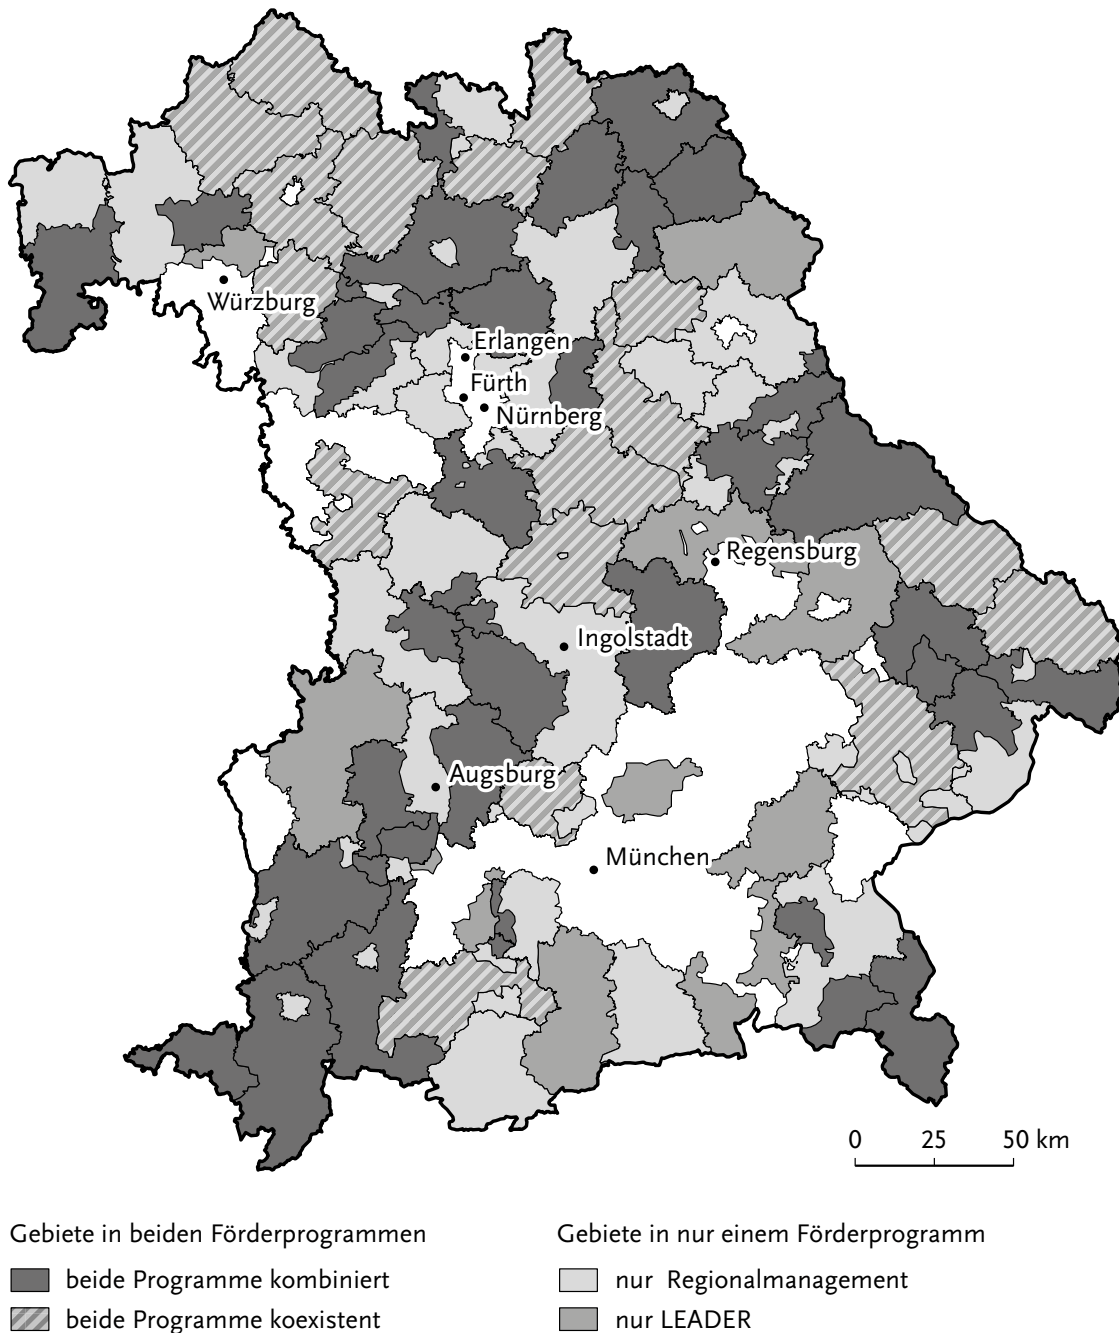 Würzburg
Erlangen
Fürth
Nürnberg
Regensburg
Ingolstadt
Augsburg
München
0 25 50 km
Gebiete in beiden Förderprogrammen
beide Programme kombiniert
beide Programme koexistent
Gebiete in nur einem Förderprogramm
nur Regionalmanagement
nur LEADER